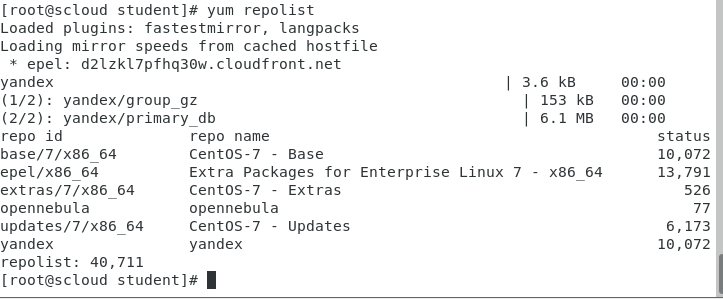 [root@scloud student]# yum repolist
Loaded plugins: fastestmirror, langpacks
Loading mirror speeds from cached hostfile
 * epel: d2lzkl7pfhq30w.cloudfront.net
yandex                                                  | 3.6 kB     00:00
(1/2): yandex/group_gz                                    | 153 kB   00:00
(2/2): yandex/primary_db                                  | 6.1 MB   00:00
repo id              repo name                                       status
base/7/x86_64        CentOS-7 - Base                                 10,072
epel/x86_64          Extra Packages for Enterprise Linux 7 - x86_64  13,791
extras/7/x86_64      CentOS-7 - Extras                                  526
opennebula           opennebula                                          77
updates/7/x86_64     CentOS-7 - Updates                               6,173
yandex               yandex                                          10,072
repolist: 40,711
[root@scloud student]#